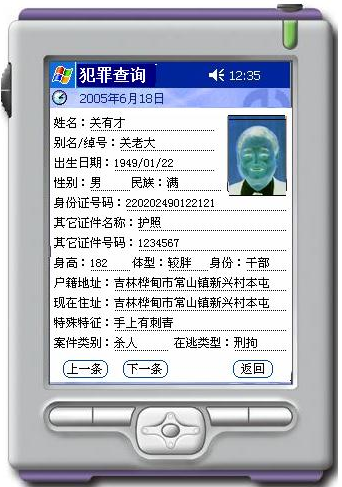 犯罪查询 12:35
2005年6月18日
姓名：关有才
别名/绰号：关老大
出生日期：1949/01/22
性别：男 民族：满
身份证号码：220202490122121
其它证件名称：护照
其它证件号码：1234567
身高：182 体型：较胖 身份：干部
户籍地址：吉林桦甸市常山镇新兴村本屯
现在住址：吉林桦甸市常山镇新兴村本屯
特殊特征：手上有刺青
案件类别：杀人 在逃类型：刑拘
上一条 下一条 返回